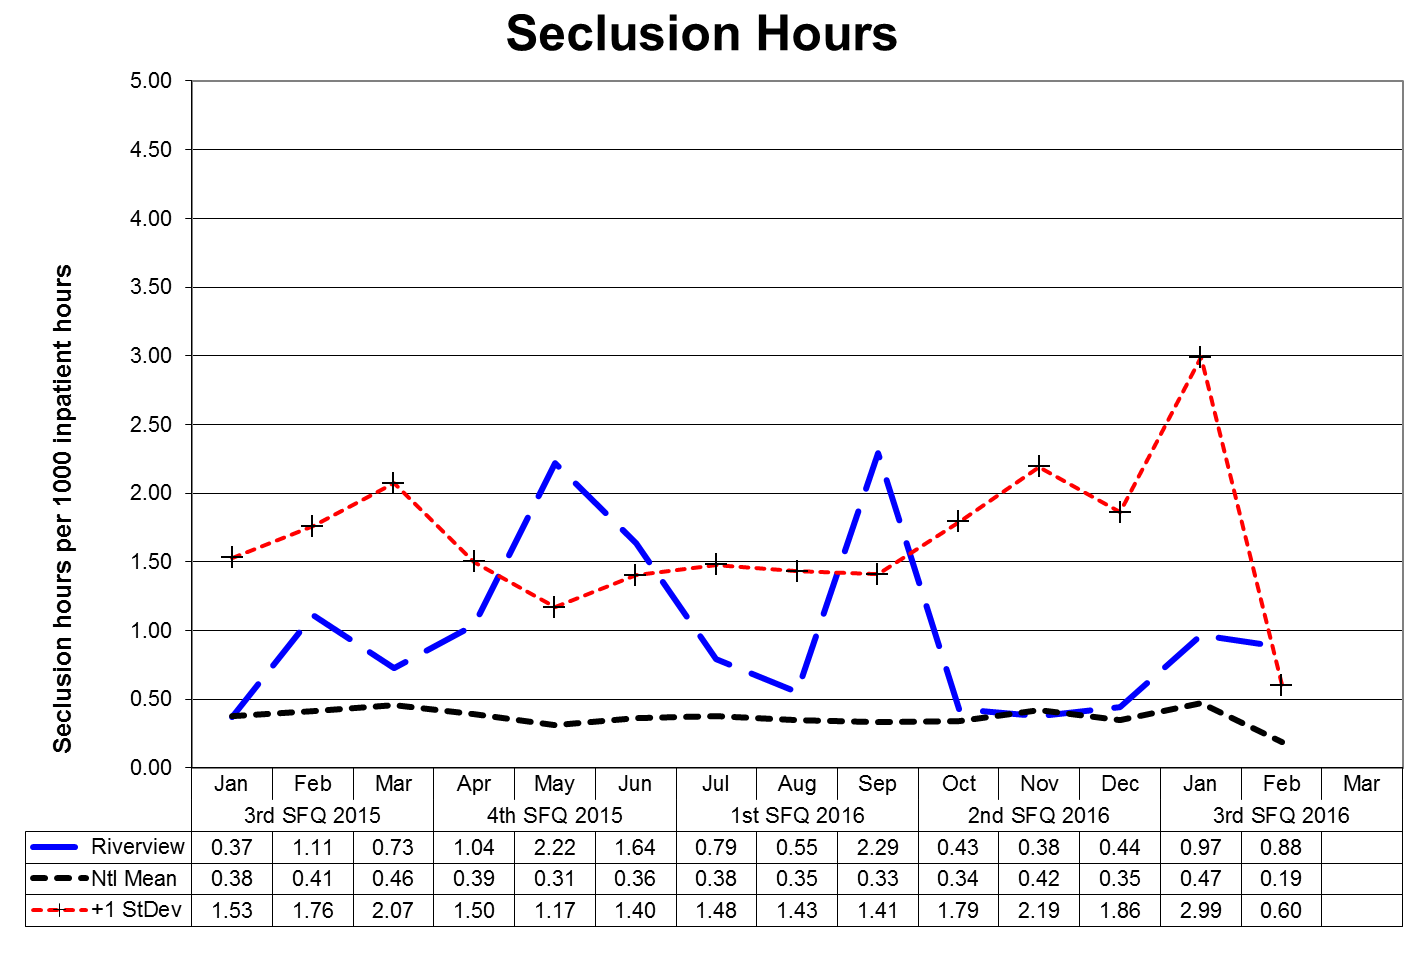 Seclusion Hours
Seclusion hours per 1000 inpatient hours
5.00
4.50
4.00
3.50
3.00
2.50
2.00
1.50
1.00
0.50
0.00
Jan Feb Mar Apr May Jun Jul Aug Sep Oct Nov Dec Jan Feb Mar
3rd SFQ 2015 4th SFQ 2015 1st SFQ 2016 2nd SFQ 2016 3rd SFQ 2016
Riverview 0.37 1.11 0.73 1.04 2.22 1.64 0.79 0.55 2.29 0.43 0.38 0.44 0.97 0.88
Ntl Mean 0.38 0.41 0.46 0.39 0.31 0.36 0.38 0.35 0.33 0.34 0.42 0.35 0.47 0.19
+1 StDev 1.53 1.76 2.07 1.50 1.17 1.40 1.48 1.43 1.41 1.79 2.19 1.86 2.99 0.60